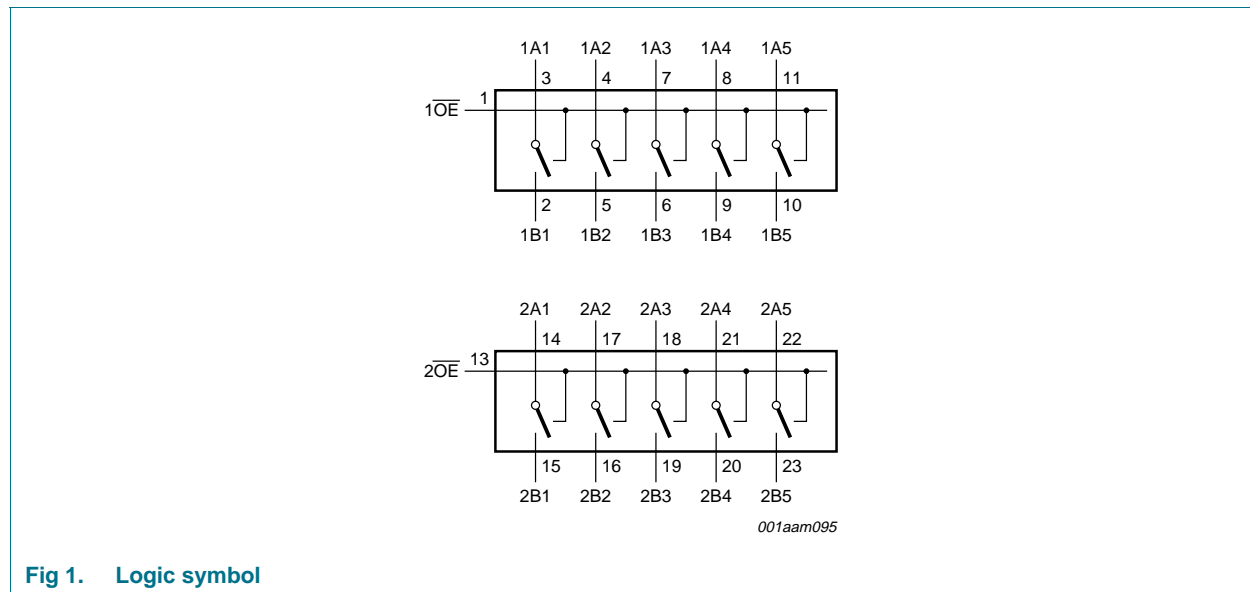 1A1 1A2 1A3 1A4 1A5
3 4 7 8 11
1
1O̅E̅
2 5 6 9 10
1B1 1B2 1B3 1B4 1B5
2A1 2A2 2A3 2A4 2A5
14 17 18 21 22
13
2O̅E̅
15 16 19 20 23
2B1 2B2 2B3 2B4 2B5
001aam095
Fig 1. Logic symbol